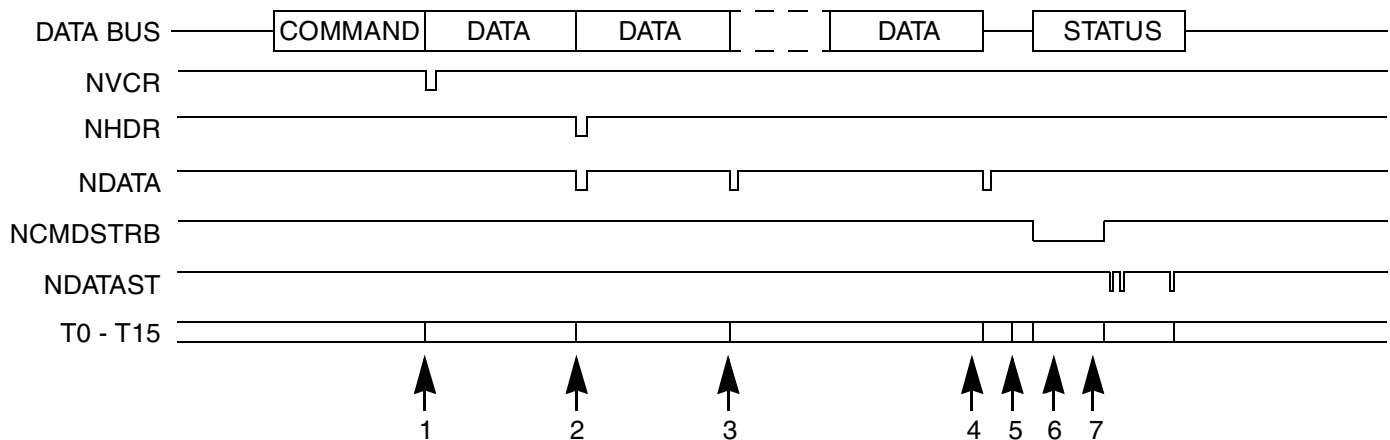 DATA BUS COMMAND DATA DATA DATA STATUS
NVCR
NHDR
NDATA
NCMDSTRB
NDATAST
T0 - T15
1 2 3 4 5 6 7